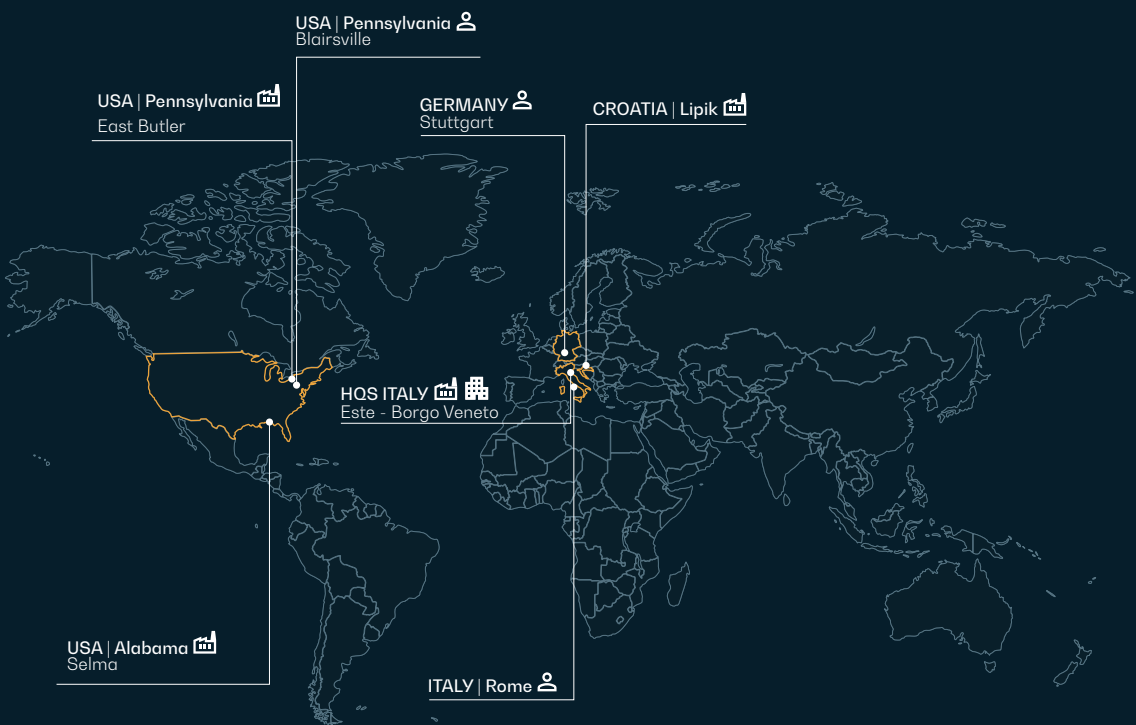 USA | Pennsylvania
Blairsville
USA | Pennsylvania
East Butler
GERMANY
Stuttgart
CROATIA | Lipik
HQS ITALY
Este - Borgo Veneto
USA | Alabama
Selma
ITALY | Rome